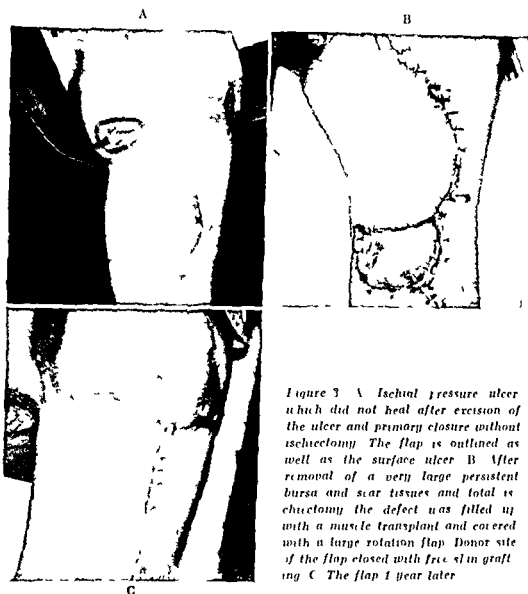 A
B
Figure 3 A Ischial pressure ulcer
which did not heal after excision of
the ulcer and primary closure without
ischiectomy The flap is outlined as
well as the surface ulcer B After
removal of a very large persistent
bursa and scar tissues and total is
chiectomy the defect was filled up
with a muscle transplant and covered
with a large rotation flap Donor site
of the flap closed with free skin graft
ing C The flap 1 year later
C